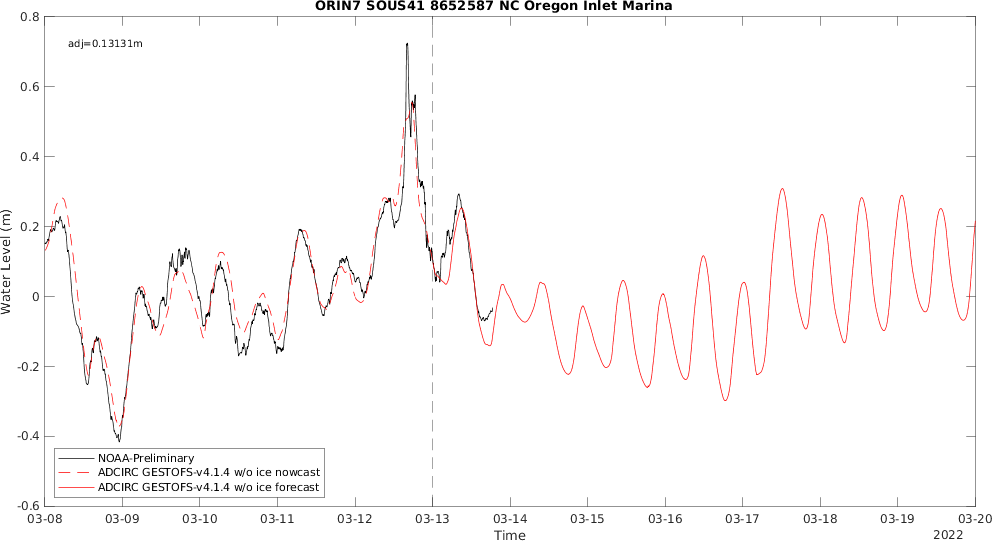 ORIN7 SOUS41 8652587 NC Oregon Inlet Marina
adj=0.13131m
Water Level (m)
0.8
0.6
0.4
0.2
0
-0.2
-0.4
-0.6
NOAA-Preliminary
ADCIRC GESTOFS-v4.1.4 w/o ice nowcast
ADCIRC GESTOFS-v4.1.4 w/o ice forecast
03-08 03-09 03-10 03-11 03-12 03-13 03-14 03-15 03-16 03-17 03-18 03-19 03-20
Time
2022